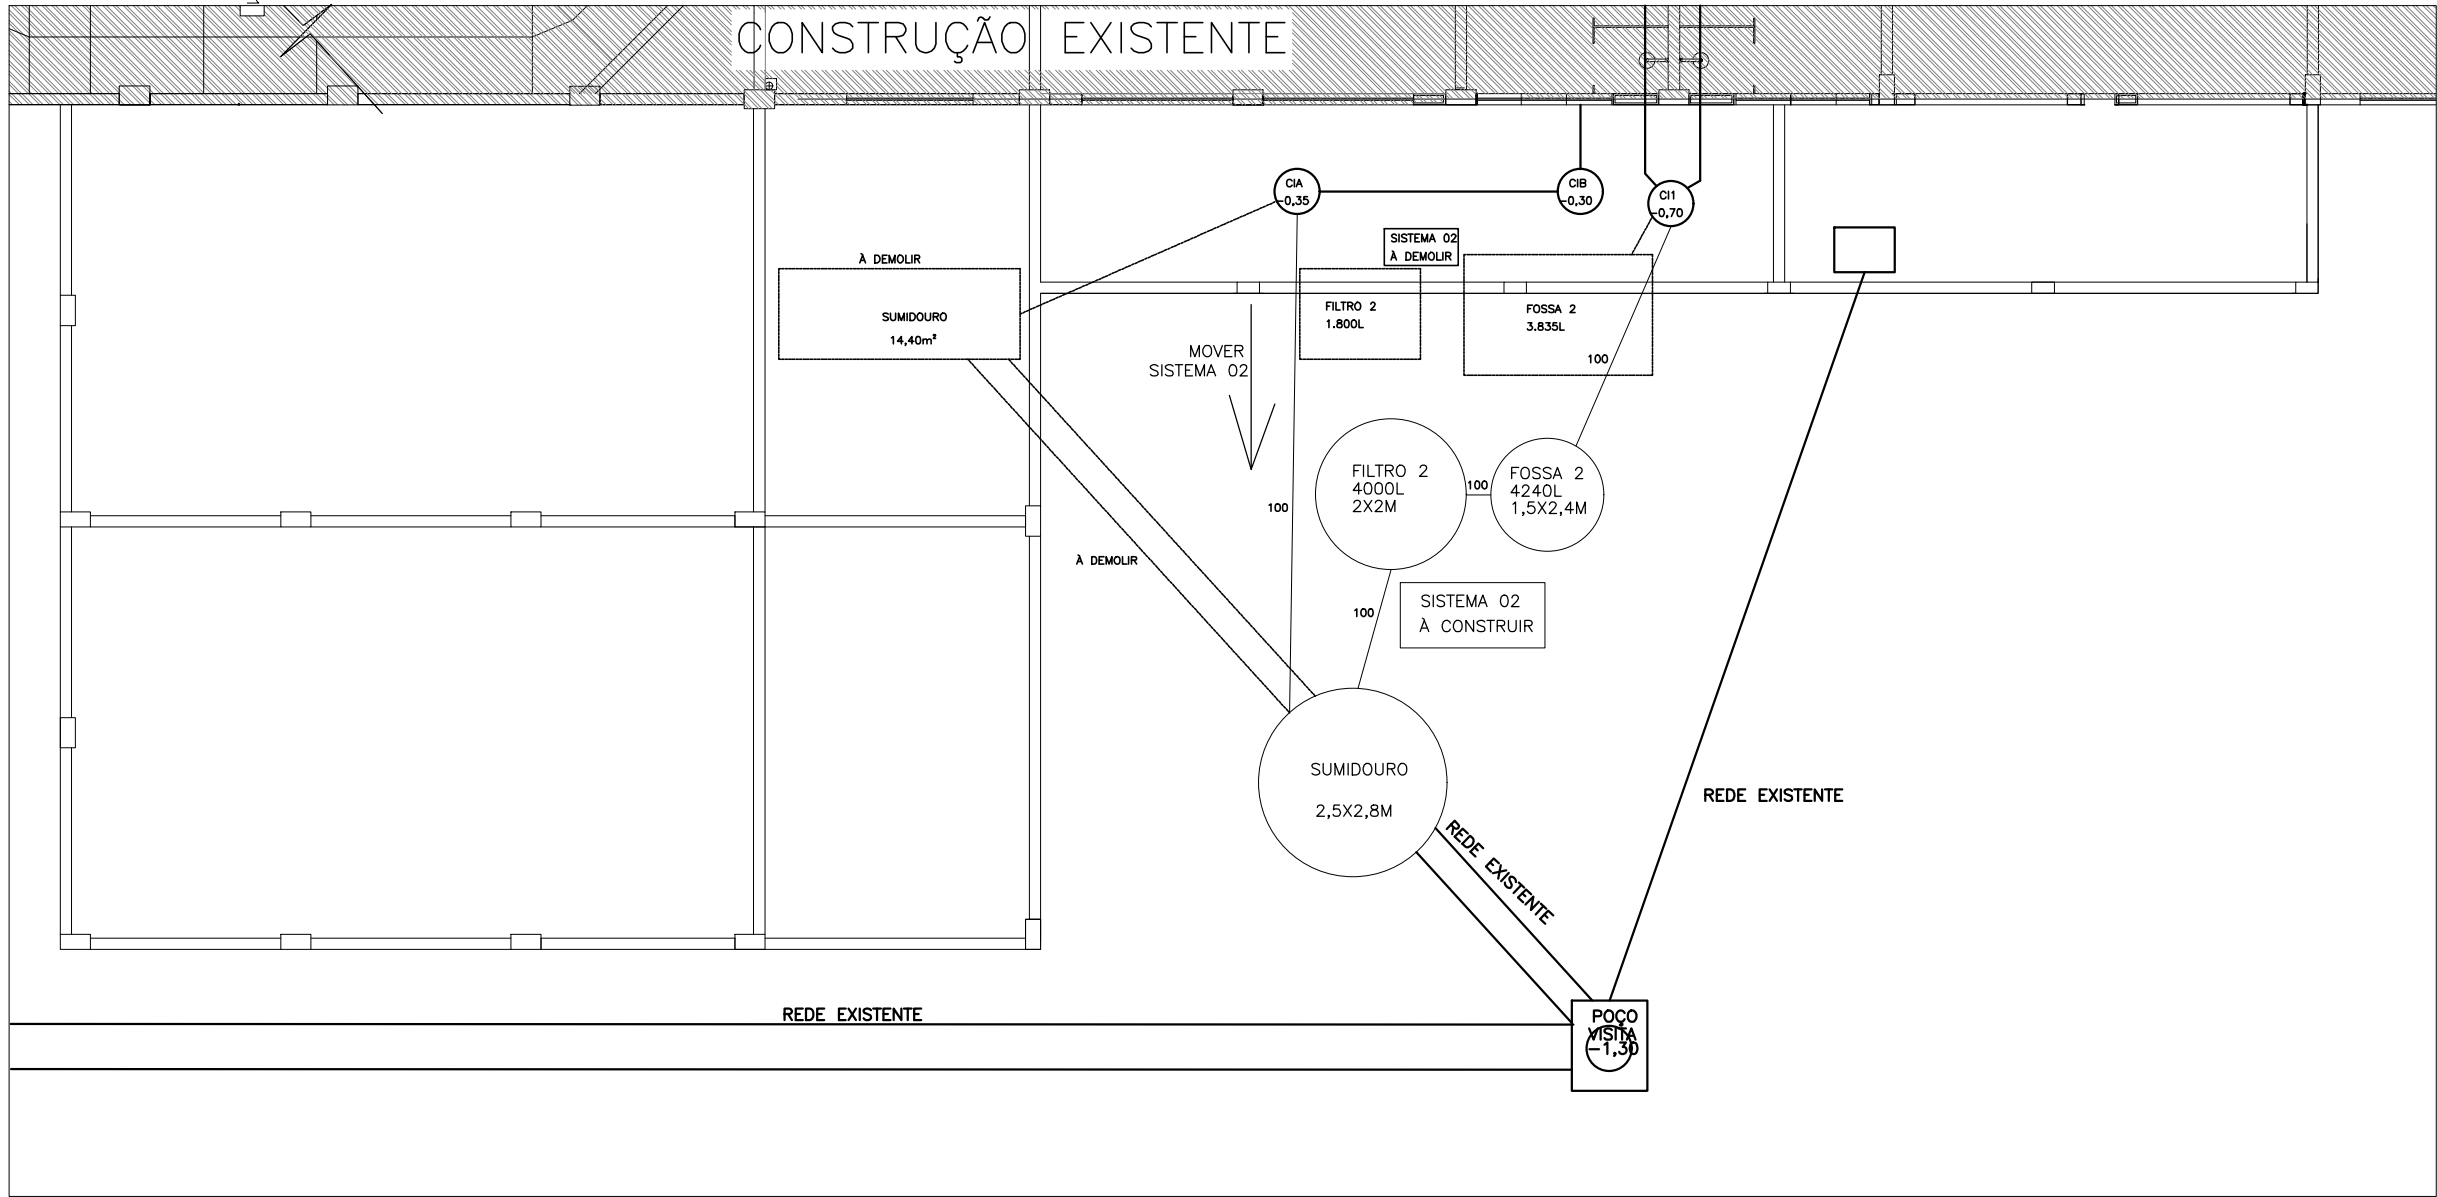 CONSTRUÇÃO EXISTENTE
CIA
-0,35
CIB
-0,30
CI1
-0,70
SISTEMA 02
À DEMOLIR
À DEMOLIR
SUMIDOURO
14,40m²
FILTRO 2
1.800L
FOSSA 2
3.835L
100
MOVER
SISTEMA 02
FILTRO 2
4000L
2X2M
100
FOSSA 2
4240L
1,5X2,4M
100
À DEMOLIR
100
SISTEMA 02
À CONSTRUIR
SUMIDOURO
2,5X2,8M
REDE EXISTENTE
REDE EXISTENTE
REDE EXISTENTE
POÇO
VISITA
-1,30